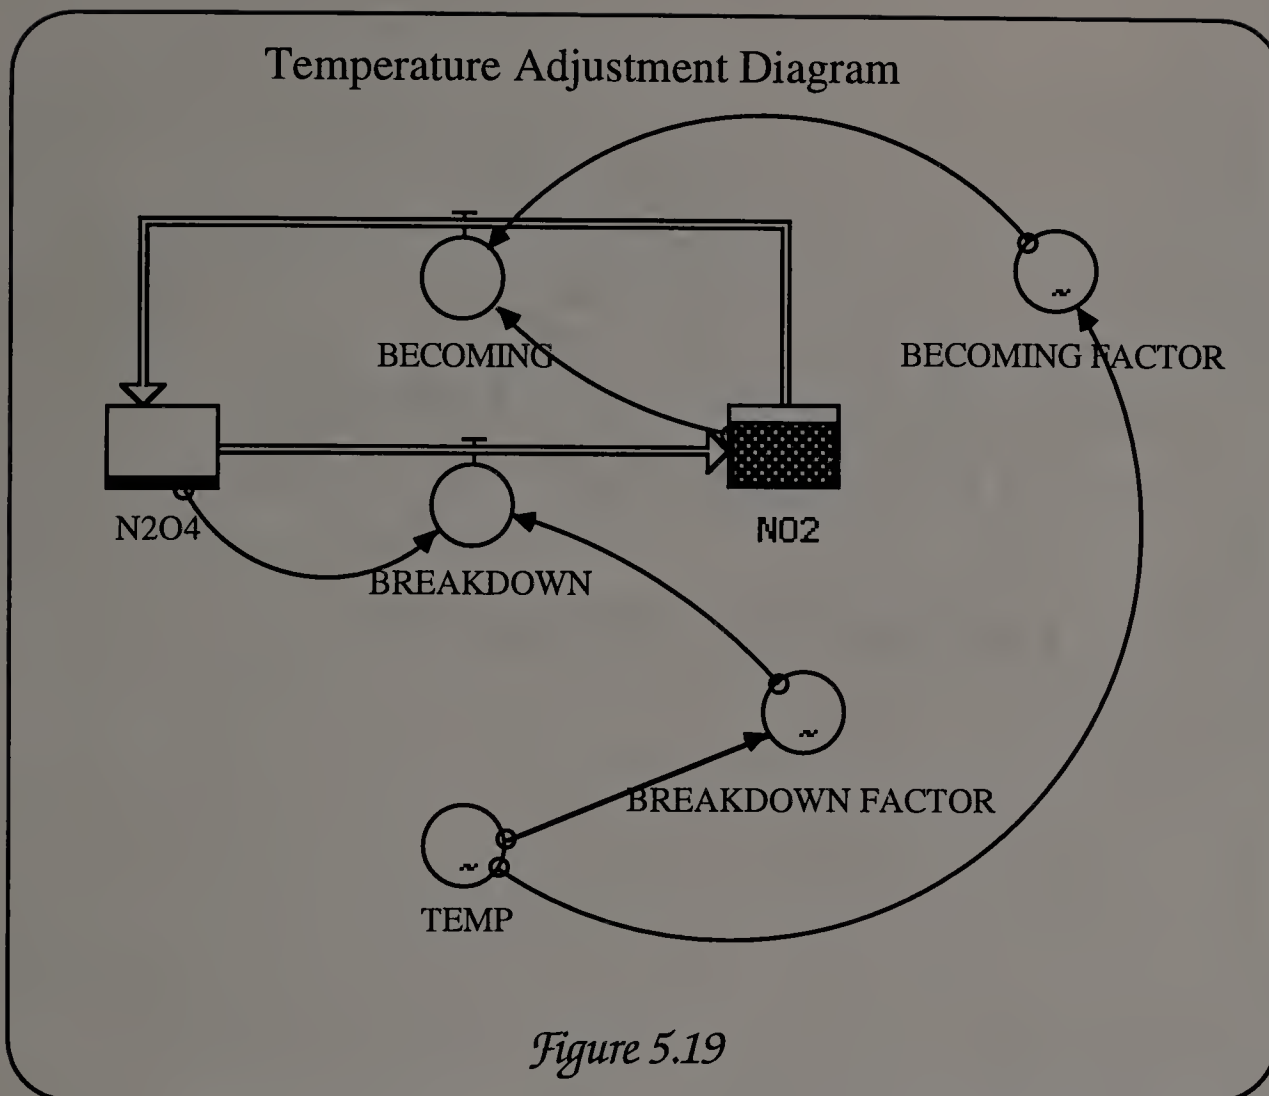 Temperature Adjustment Diagram
BECOMING
BECOMING FACTOR
N2O4
NO2
BREAKDOWN
BREAKDOWN FACTOR
TEMP
Figure 5.19